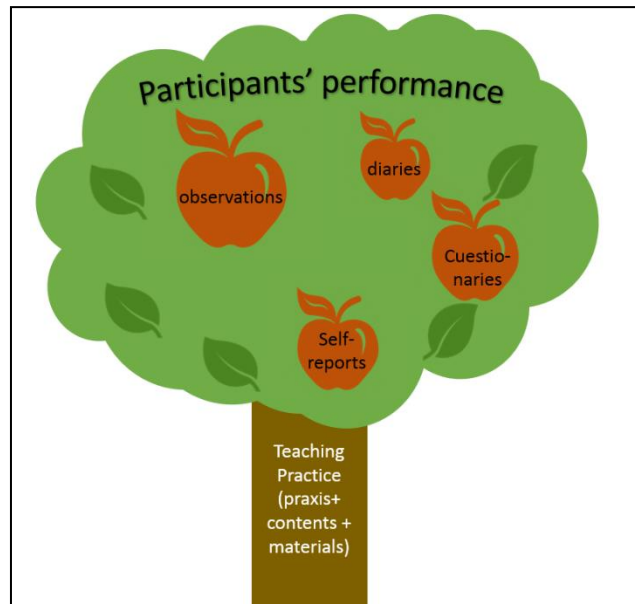 Participants' performance
observations
diaries
Cuestio-
naries
Self-
reports
Teaching
Practice
(praxis+
contents +
materials)